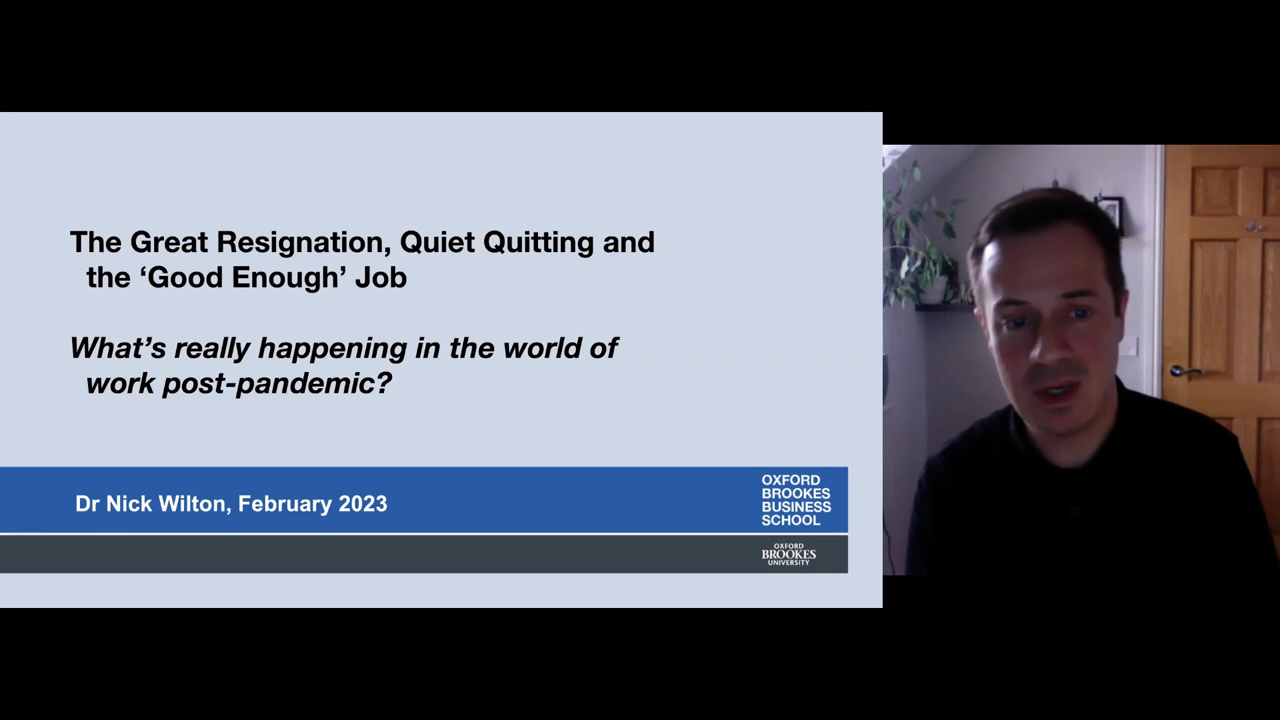 The Great Resignation, Quiet Quitting and
the ‘Good Enough’ Job
What’s really happening in the world of
work post-pandemic?
Dr Nick Wilton, February 2023
OXFORD
BROOKES
BUSINESS
SCHOOL
OXFORD
BROOKES
UNIVERSITY